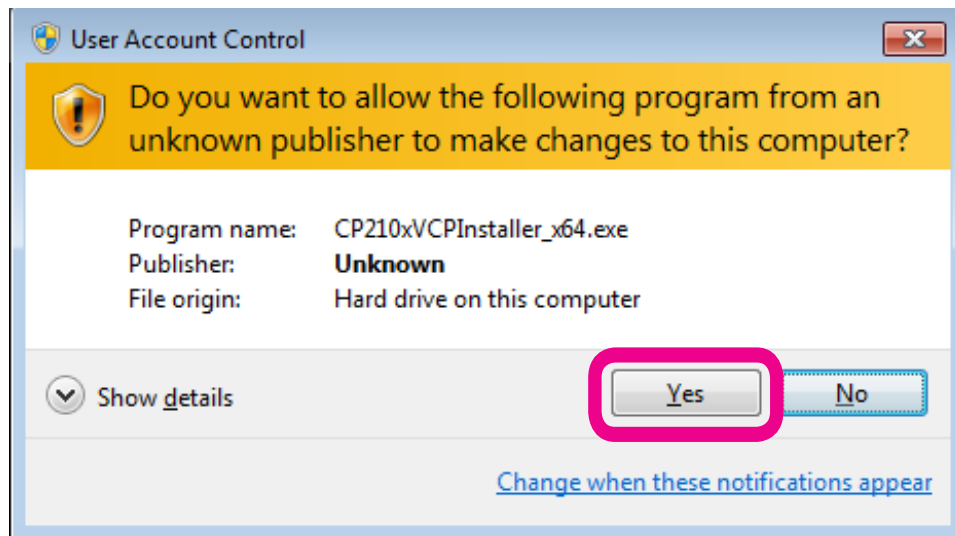 User Account Control
Do you want to allow the following program from an
unknown publisher to make changes to this computer?
Program name: CP210xVCPInstaller_x64.exe
Publisher: Unknown
File origin: Hard drive on this computer
Show details Yes No
Change when these notifications appear